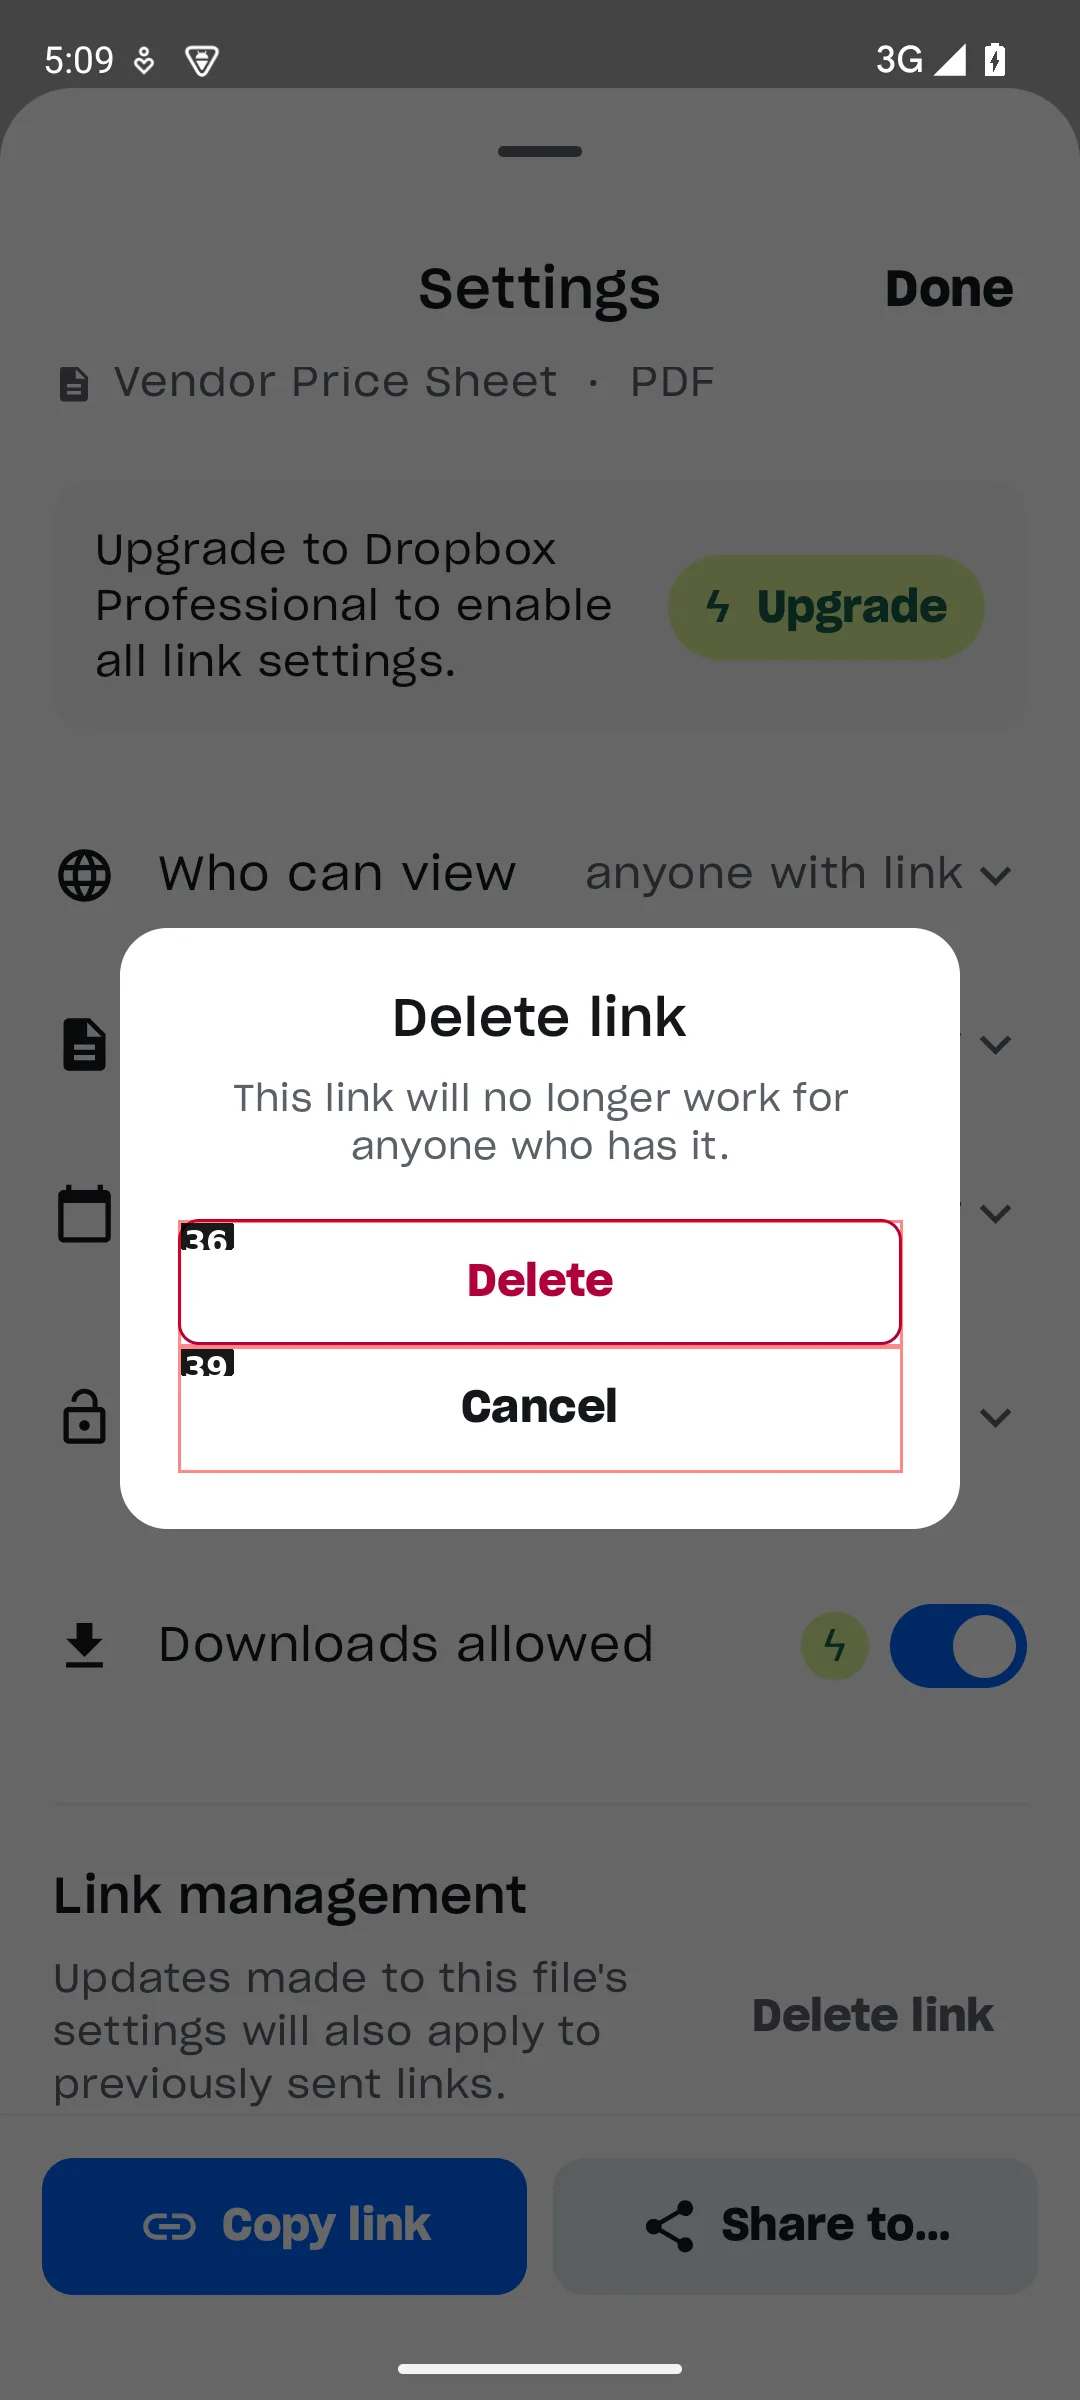 5:09
3G
Settings
Done
Vendor Price Sheet · PDF
Upgrade to Dropbox
Professional to enable
all link settings.
Upgrade
Who can view
anyone with link
Delete link
This link will no longer work for
anyone who has it.
36
Delete
39
Cancel
Downloads allowed
Link management
Updates made to this file's
settings will also apply to
previously sent links.
Delete link
Copy link
Share to...